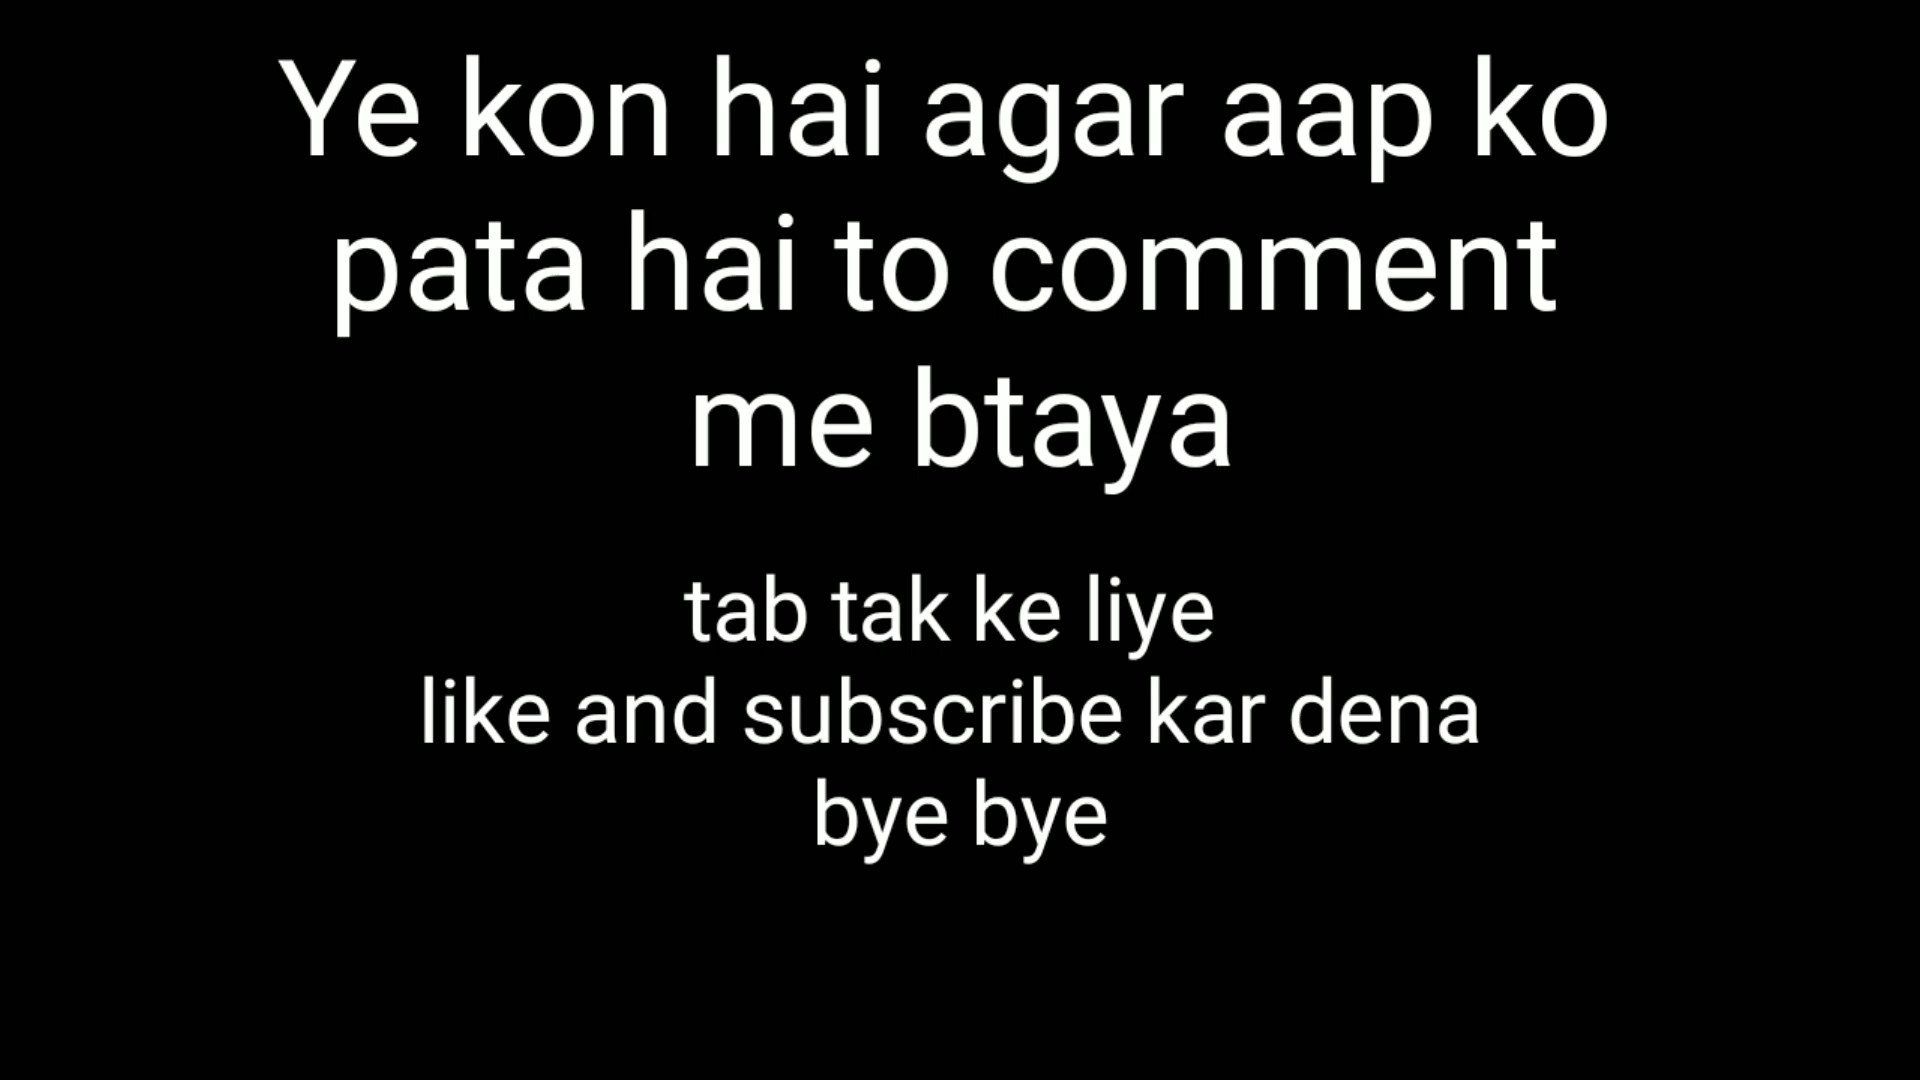 Ye kon hai agar aap ko
pata hai to comment
me btaya
tab tak ke liye
like and subscribe kar dena
bye bye